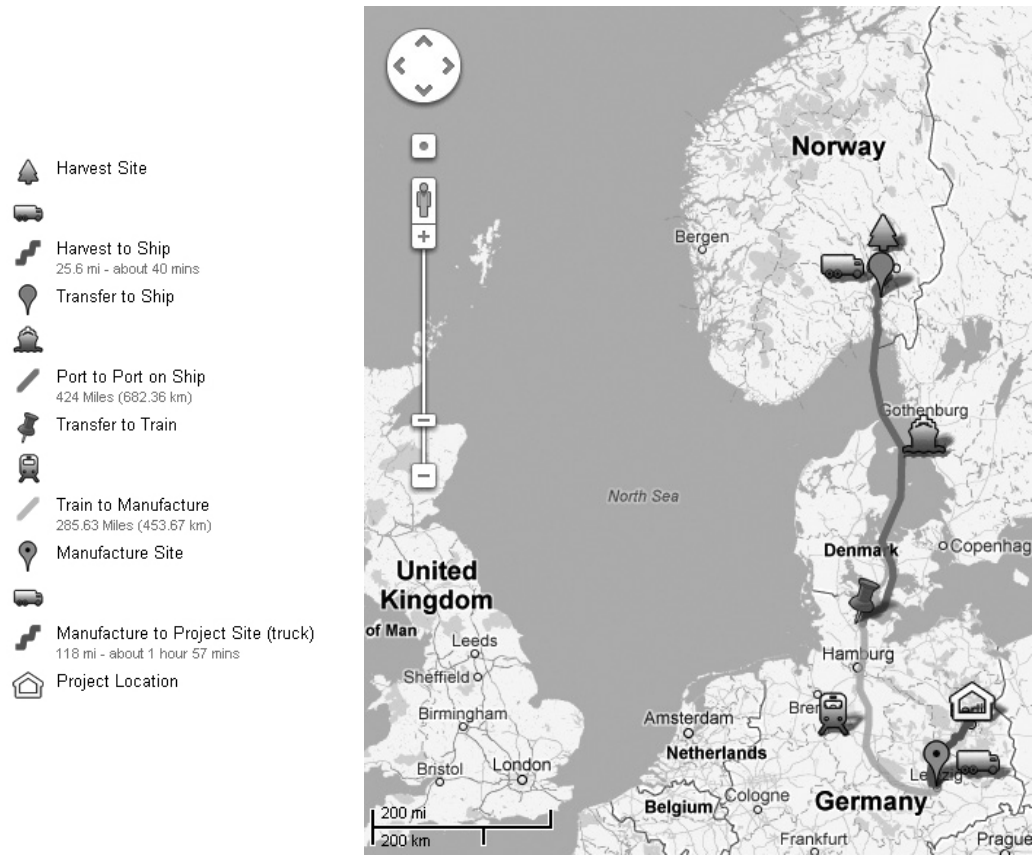 Harvest Site
Harvest to Ship
25.6 mi - about 40 mins
Transfer to Ship
Port to Port on Ship
424 Miles (682.36 km)
Transfer to Train
Train to Manufacture
285.63 Miles (453.67 km)
Manufacture Site
Manufacture to Project Site (truck)
118 mi - about 1 hour 57 mins
Project Location
Norway
Bergen
Gothenburg
North Sea
Denmark
Copenhag
United
Kingdom
of Man
Leeds
Sheffield
Hamburg
Bre
Birmingham
Amsterdam
Netherlands
Bristol
London
Belgium
Cologne
Germany
200 mi
200 km
Frankfurt
Prague